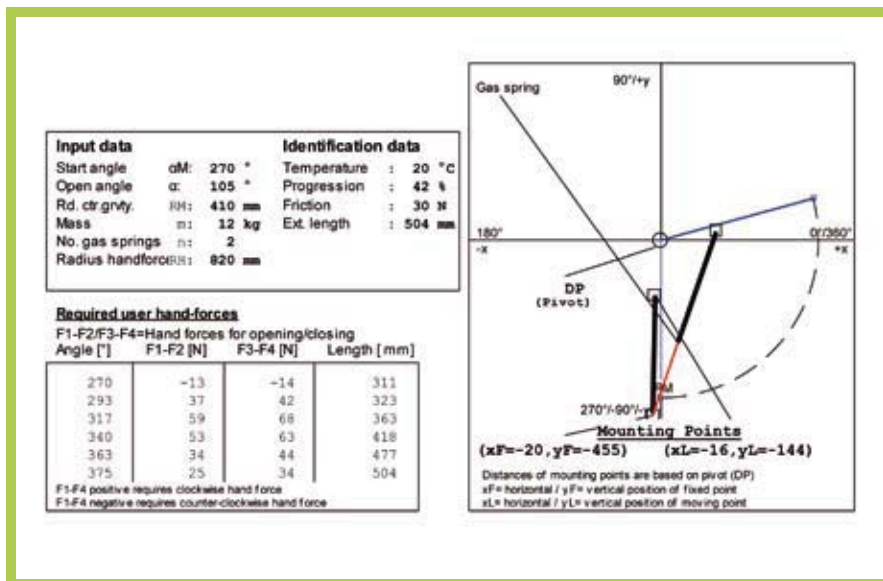 Input data Identification data
Start angle αM: 270 ° Temperature : 20 °C
Open angle α: 105 ° Progression : 42 %
Rd. ctr.grvty. RM: 410 mm Friction : 30 N
Mass m: 12 kg Ext. length : 504 mm
No. gas springs n: 2
Radius handforceRH: 820 mm
Required user hand-forces
F1-F2/F3-F4=Hand forces for opening/closing
Angle [°] F1-F2 [N] F3-F4 [N] Length [ mm]
270 -13 -14 311
293 37 42 323
317 59 68 363
340 53 63 418
363 34 44 477
375 25 34 504
F1-F4 positive requires clockwise hand force
F1-F4 negative requires counter-clockwise hand force
90°/+y
Gas spring
180°
-x
0°/360°
+x
DP
(Pivot)
270°/-90°/-y
Mounting Points
(xF=-20,yF=-455) (xL=-16,yL=-144)
Distances of mounting points are based on pivot (DP)
xF= horizontal / yF= vertical position of fixed point
xL= horizontal / yL= vertical position of moving point